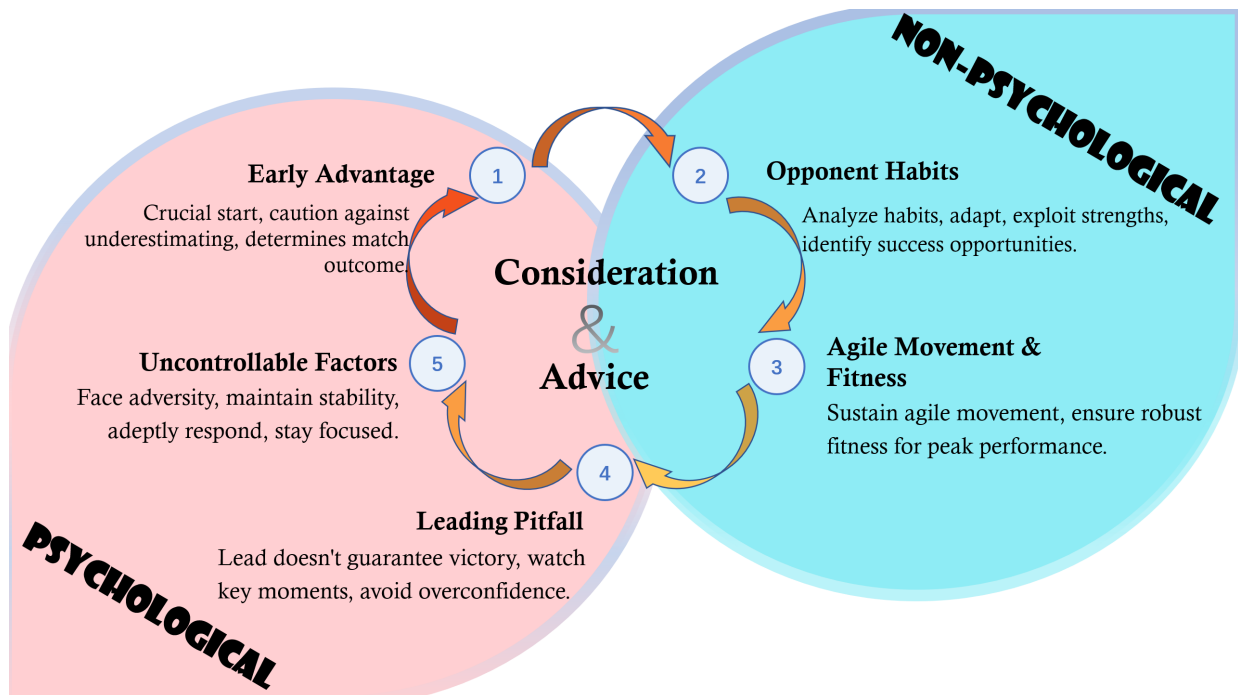 NON-PSYCHOLOGICAL
1
Early Advantage
Crucial start, caution against
underestimating, determines match
outcome.
2
Opponent Habits
Analyze habits, adapt, exploit strengths,
identify success opportunities.
Consideration
&
Advice
3
Agile Movement &
Fitness
Sustain agile movement, ensure robust
fitness for peak performance.
4
Leading Pitfall
Lead doesn't guarantee victory, watch
key moments, avoid overconfidence.
5
Uncontrollable Factors
Face adversity, maintain stability,
adeptly respond, stay focused.
PSYCHOLOGICAL